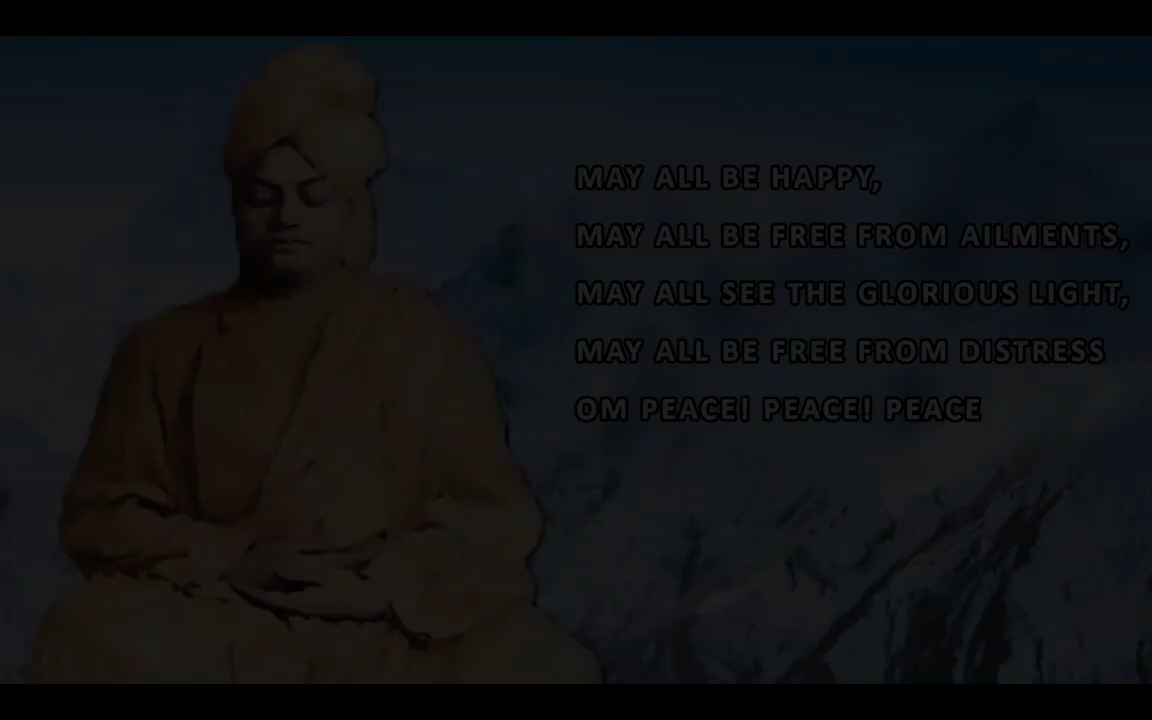 MAY ALL BE HAPPY,
MAY ALL BE FREE FROM AILMENTS,
MAY ALL SEE THE GLORIOUS LIGHT,
MAY ALL BE FREE FROM DISTRESS
OM PEACE! PEACE! PEACE